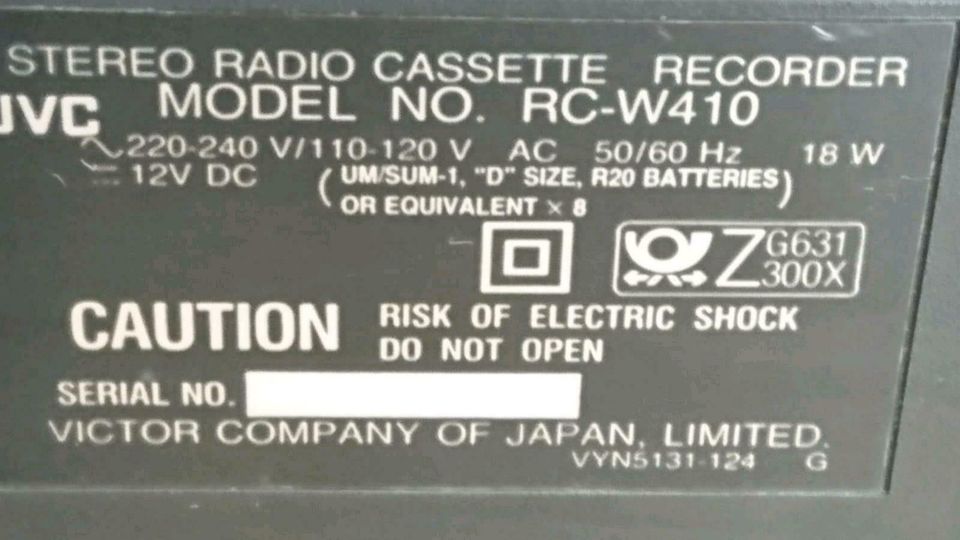 STEREO RADIO CASSETTE RECORDER
JVC MODEL NO. RC-W410
220-240 V/110-120 V AC 50/60 Hz 18 W
12V DC (UM/SUM-1, "D" SIZE, R20 BATTERIES)
OR EQUIVALENT × 8
Z G631
300X
CAUTION RISK OF ELECTRIC SHOCK
DO NOT OPEN
SERIAL NO.
VICTOR COMPANY OF JAPAN, LIMITED.
VYN5131-124 G